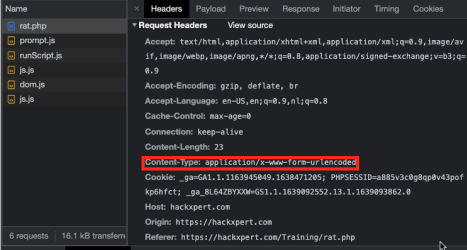 Name
Headers
Payload
Preview
Response
Initiator
Timing
Cookies
rat.php
prompt.js
runScript.js
js.js
dom.js
js.js
6 requests
16.1 kB transferre
Request Headers View source
Accept: text/html,application/xhtml+xml,application/xml;q=0.9,image/av
if,image/webp,image/apng,*/*;q=0.8,application/signed-exchange;v=b3;q=
0.9
Accept-Encoding: gzip, deflate, br
Accept-Language: en-US,en;q=0.9,nl;q=0.8
Cache-Control: max-age=0
Connection: keep-alive
Content-Length: 23
Content-Type: application/x-www-form-urlencoded
Cookie: _ga=GA1.1.1163945049.1638471205; PHPSESSID=a885v3c0g8qp0v43pof
kp6hfct; _ga_8L64ZBYXXW=GS1.1.1639092552.13.1.1639093862.0
Host: hackxpert.com
Origin: https://hackxpert.com
Referer: https://hackxpert.com/Training/rat.php